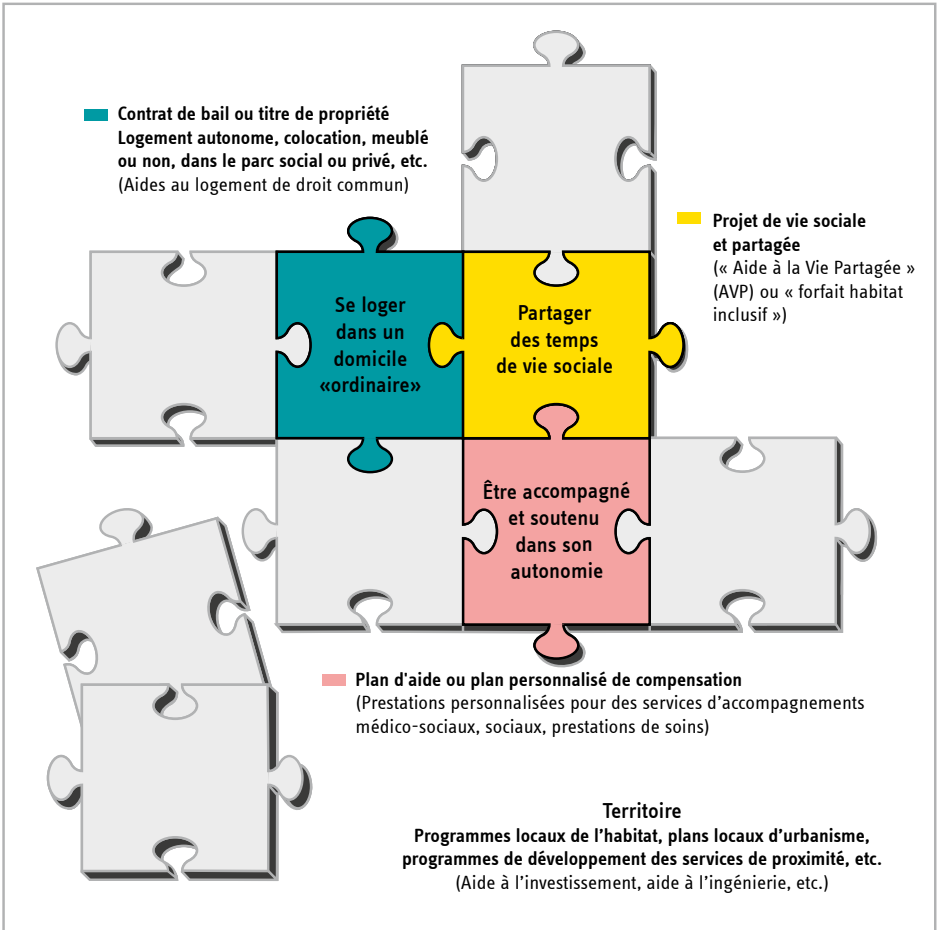 Contrat de bail ou titre de propriété
Logement autonome, colocation, meublé
ou non, dans le parc social ou privé, etc.
(Aides au logement de droit commun)
Projet de vie sociale
et partagée
(« Aide à la Vie Partagée »
(AVP) ou « forfait habitat
inclusif »)
Se loger
dans un
domicile
«ordinaire»
Partager
des temps
de vie sociale
Être accompagné
et soutenu
dans son
autonomie
Plan d'aide ou plan personnalisé de compensation
(Prestations personnalisées pour des services d’accompagnements
médico-sociaux, sociaux, prestations de soins)
Territoire
Programmes locaux de l’habitat, plans locaux d’urbanisme,
programmes de développement des services de proximité, etc.
(Aide à l’investissement, aide à l’ingénierie, etc.)